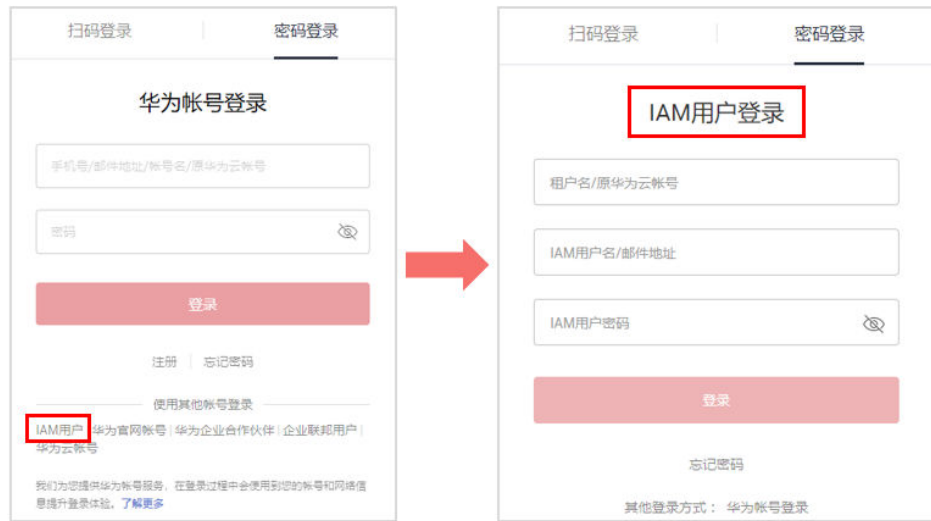 扫码登录
密码登录
华为帐号登录
手机号/邮件地址/帐号名/原华为云帐号
密码
登录
注册 | 忘记密码
使用其他帐号登录
IAM用户 | 华为官网帐号 | 华为企业合作伙伴 | 企业联邦用户 |
华为云帐号
我们为您提供华为帐号服务，在登录过程中会使用到您的帐号和网络信
息提升登录体验。了解更多
扫码登录
密码登录
IAM用户登录
租户名/原华为云帐号
IAM用户名/邮件地址
IAM用户密码
登录
忘记密码
其他登录方式： 华为帐号登录